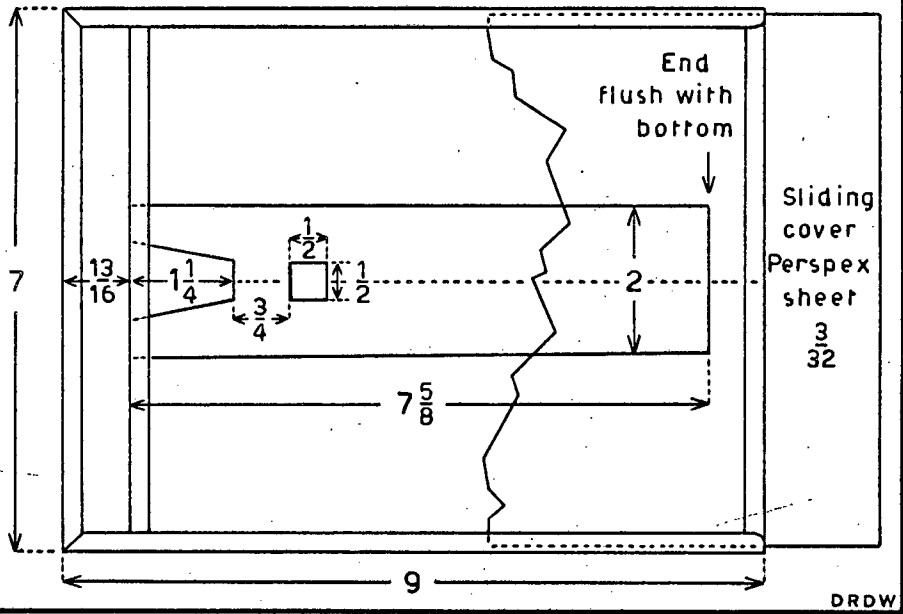 End
flush with
bottom
Sliding
cover
Perspex
sheet
3/32
7
13/16
1 1/4
3/4
1/2
1/2
2
7 5/8
9
DRDW